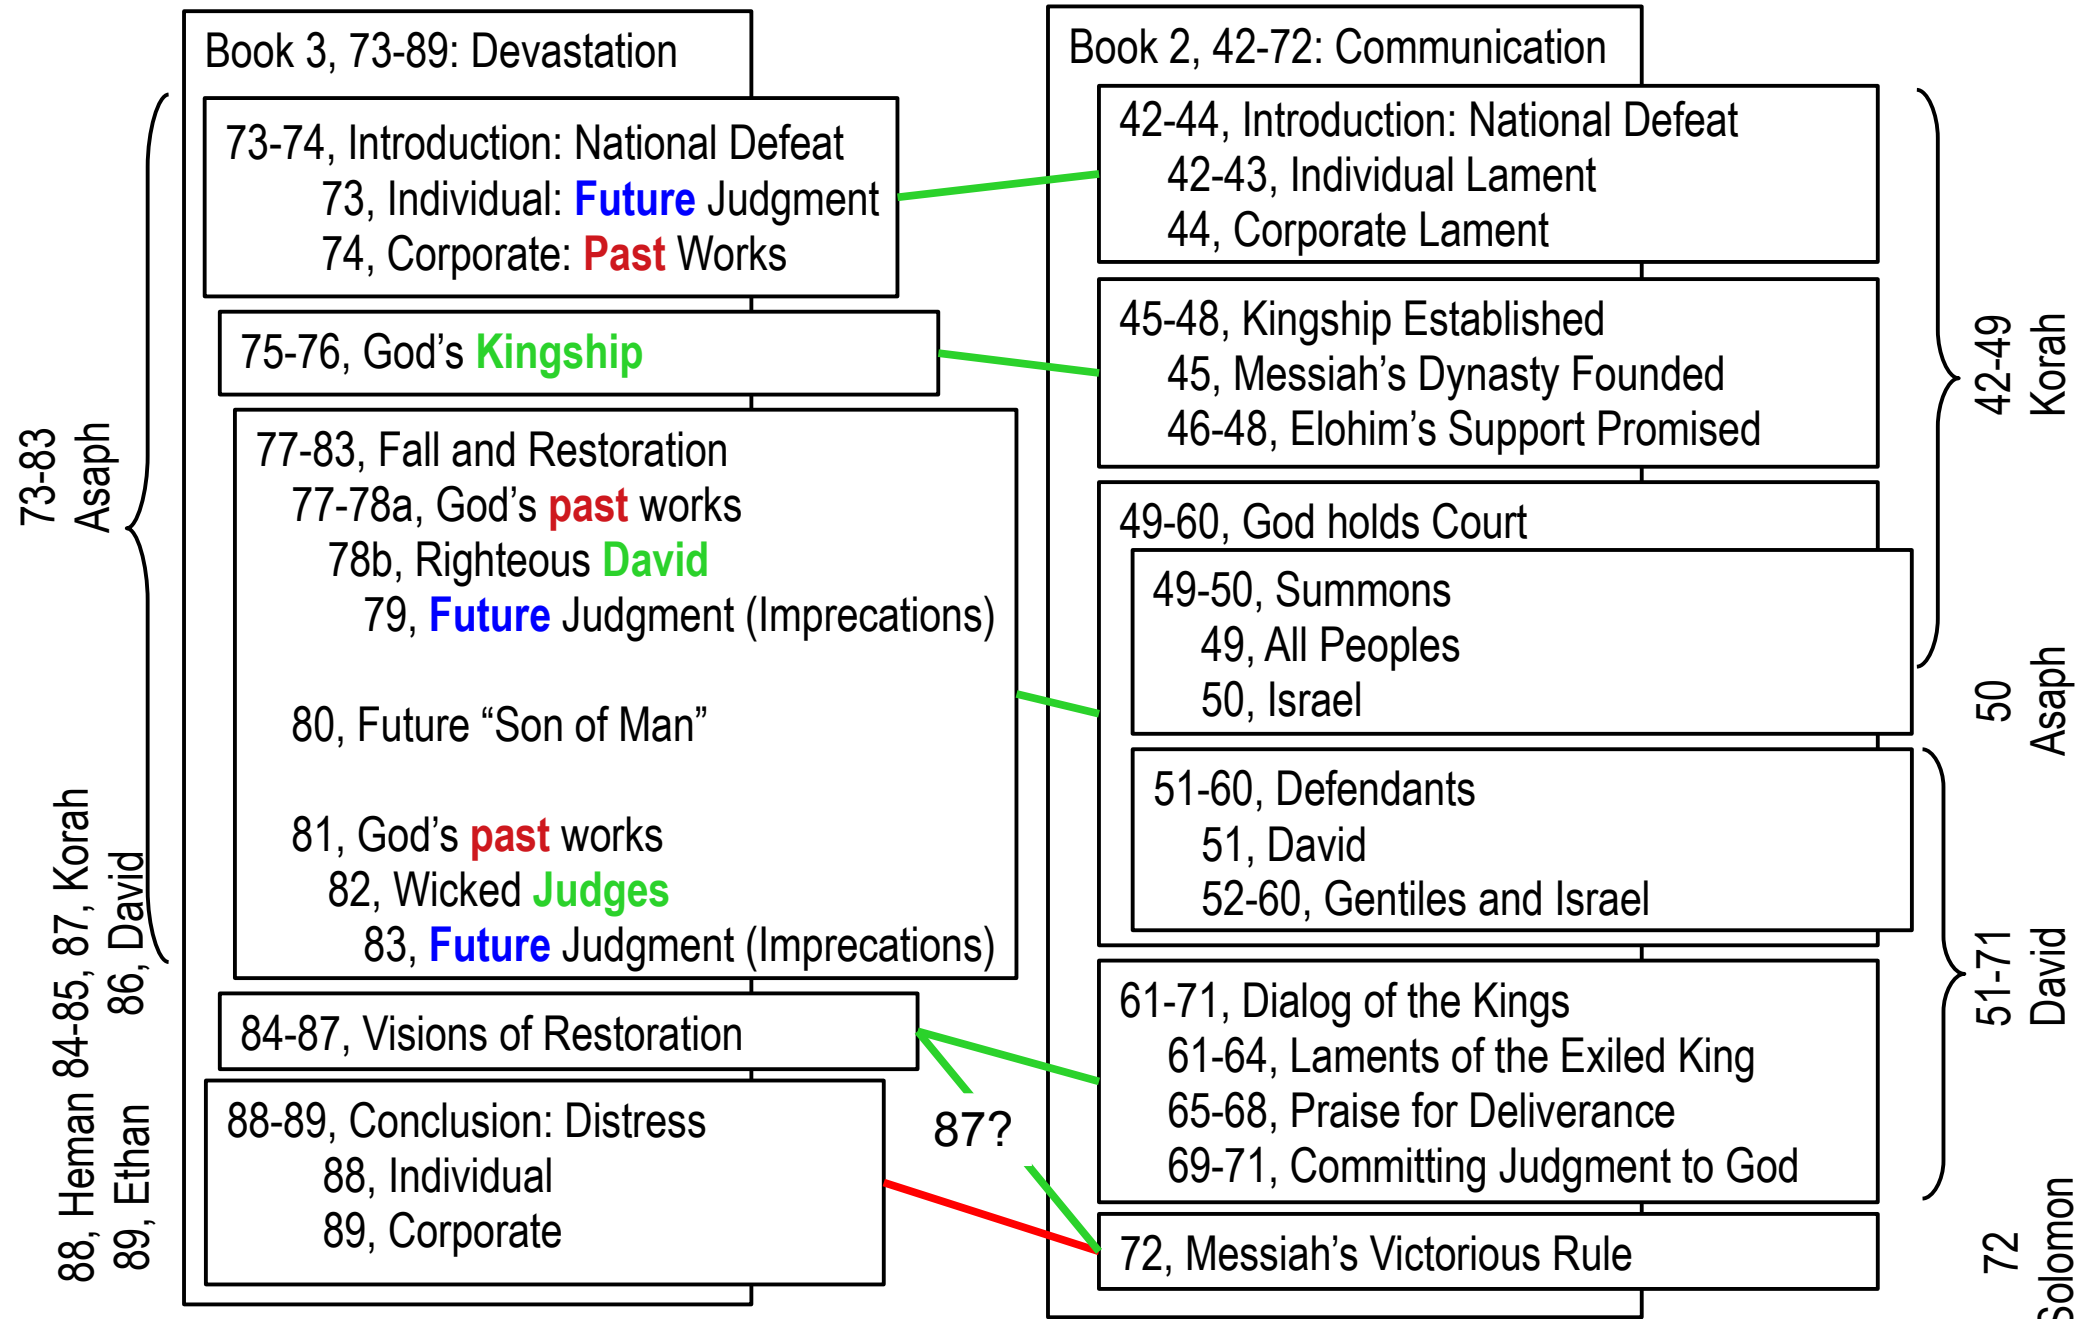 73-83
Asaph
88, Heman 84-85, 87, Korah
89, Ethan 86, David
Book 3, 73-89: Devastation
73-74, Introduction: National Defeat
73, Individual: Future Judgment
74, Corporate: Past Works
75-76, God’s Kingship
77-83, Fall and Restoration
77-78a, God’s past works
78b, Righteous David
79, Future Judgment (Imprecations)
80, Future “Son of Man”
81, God’s past works
82, Wicked Judges
83, Future Judgment (Imprecations)
84-87, Visions of Restoration
88-89, Conclusion: Distress
88, Individual
89, Corporate
87?
Book 2, 42-72: Communication
42-44, Introduction: National Defeat
42-43, Individual Lament
44, Corporate Lament
45-48, Kingship Established
45, Messiah’s Dynasty Founded
46-48, Elohim’s Support Promised
49-60, God holds Court
49-50, Summons
49, All Peoples
50, Israel
51-60, Defendants
51, David
52-60, Gentiles and Israel
61-71, Dialog of the Kings
61-64, Laments of the Exiled King
65-68, Praise for Deliverance
69-71, Committing Judgment to God
72, Messiah’s Victorious Rule
42-49
Korah
50
Asaph
51-71
David
72
Solomon